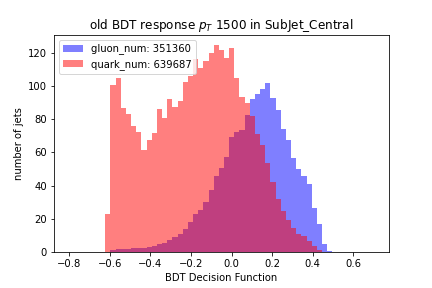 old BDT response p_T 1500 in SubJet_Central
gluon_num: 351360
quark_num: 639687
number of jets
120
100
80
60
40
20
0
−0.8 −0.6 −0.4 −0.2 0.0 0.2 0.4 0.6
BDT Decision Function